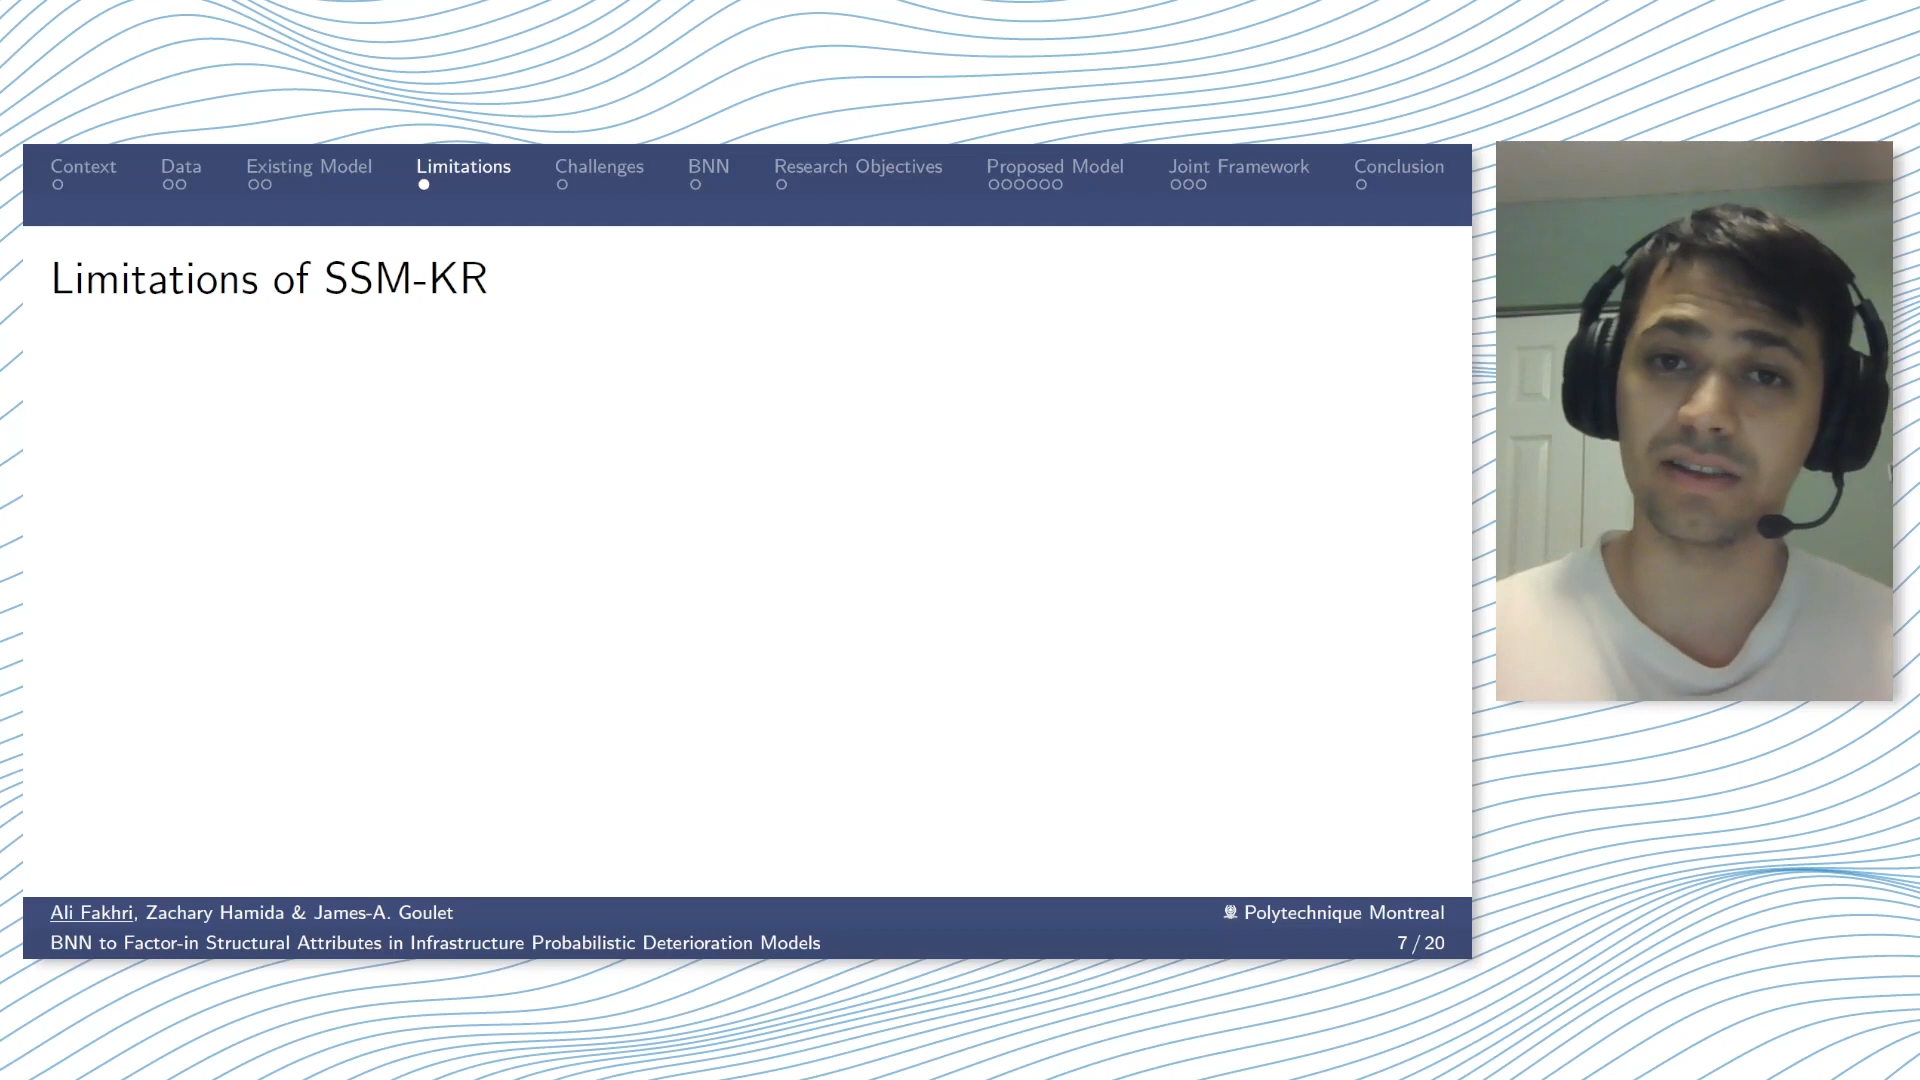 Context Data Existing Model Limitations Challenges BNN Research Objectives Proposed Model Joint Framework Conclusion
Limitations of SSM-KR
Ali Fakhri, Zachary Hamida & James-A. Goulet Polytechnique Montreal
BNN to Factor-in Structural Attributes in Infrastructure Probabilistic Deterioration Models 7 / 20